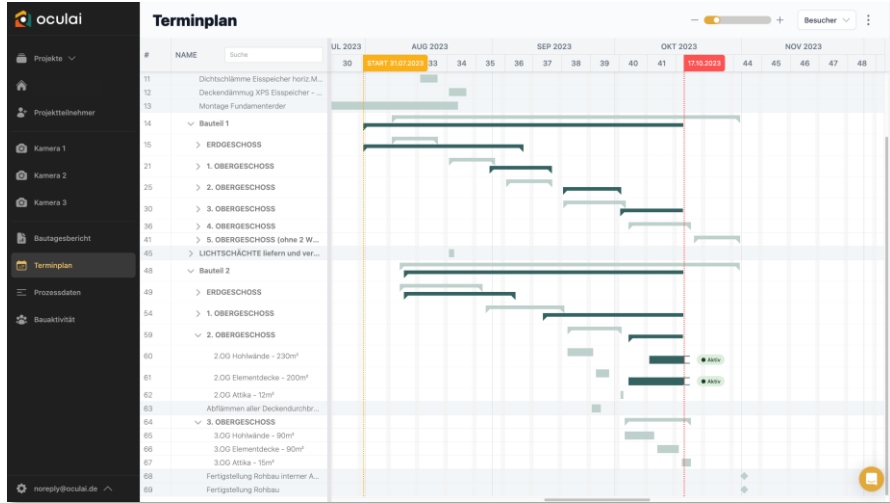 oculai
Projekte
Projektteilnehmer
Kamera 1
Kamera 2
Kamera 3
Bautagesbericht
Terminplan
Prozessdaten
Bauaktivität
noreply@oculai.de
Terminplan
Besucher
UL 2023 AUG 2023 SEP 2023 OKT 2023 NOV 2023
# NAME Suche
30 START 31.07.2023 33 34 35 36 37 38 39 40 41 17.10.2023 44 45 46 47 48
11 Dichtschlämme Eisspeicher horiz.M...
12 Deckendämmug XPS Eisspeicher - ...
13 Montage Fundamenterder
14 Bauteil 1
15 ERDGESCHOSS
21 1. OBERGESCHOSS
25 2. OBERGESCHOSS
30 3. OBERGESCHOSS
36 4. OBERGESCHOSS
41 5. OBERGESCHOSS (ohne 2 W...
45 LICHTSCHÄCHTE liefern und ver...
48 Bauteil 2
49 ERDGESCHOSS
54 1. OBERGESCHOSS
59 2. OBERGESCHOSS
60 2.OG Hohlwände - 230m² Aktiv
61 2.OG Elementdecke - 200m² Aktiv
62 2.OG Attika - 12m²
63 Abflämmen aller Deckendurchbr...
64 3. OBERGESCHOSS
65 3.OG Hohlwände - 90m²
66 3.OG Elementdecke - 90m²
67 3.OG Attika - 15m²
68 Fertigstellung Rohbau interner A...
69 Fertigstellung Rohbau